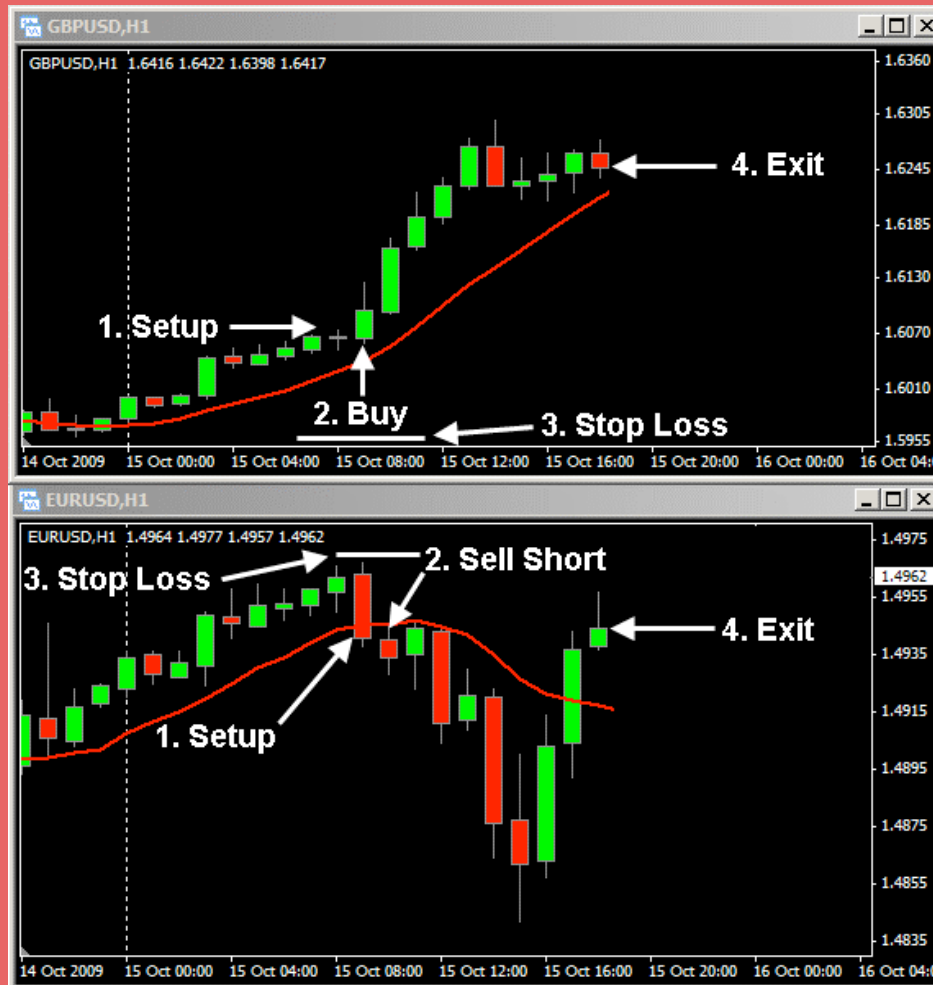 GBPUSD,H1
GBPUSD,H1 1.6416 1.6422 1.6398 1.6417
1.6360
1.6305
4. Exit
1.6245
1.6185
1.6130
1. Setup
1.6070
1.6010
2. Buy
3. Stop Loss
1.5955
14 Oct 2009 15 Oct 00:00 15 Oct 04:00 15 Oct 08:00 15 Oct 12:00 15 Oct 16:00 15 Oct 20:00 16 Oct 00:00 16 Oct 04:
EURUSD,H1
EURUSD,H1 1.4964 1.4977 1.4957 1.4962
1.4975
2. Sell Short
3. Stop Loss
1.4962
1.4955
4. Exit
1.4935
1. Setup
1.4915
1.4895
1.4875
1.4855
1.4835
14 Oct 2009 15 Oct 00:00 15 Oct 04:00 15 Oct 08:00 15 Oct 12:00 15 Oct 16:00 15 Oct 20:00 16 Oct 00:00 16 Oct 04: